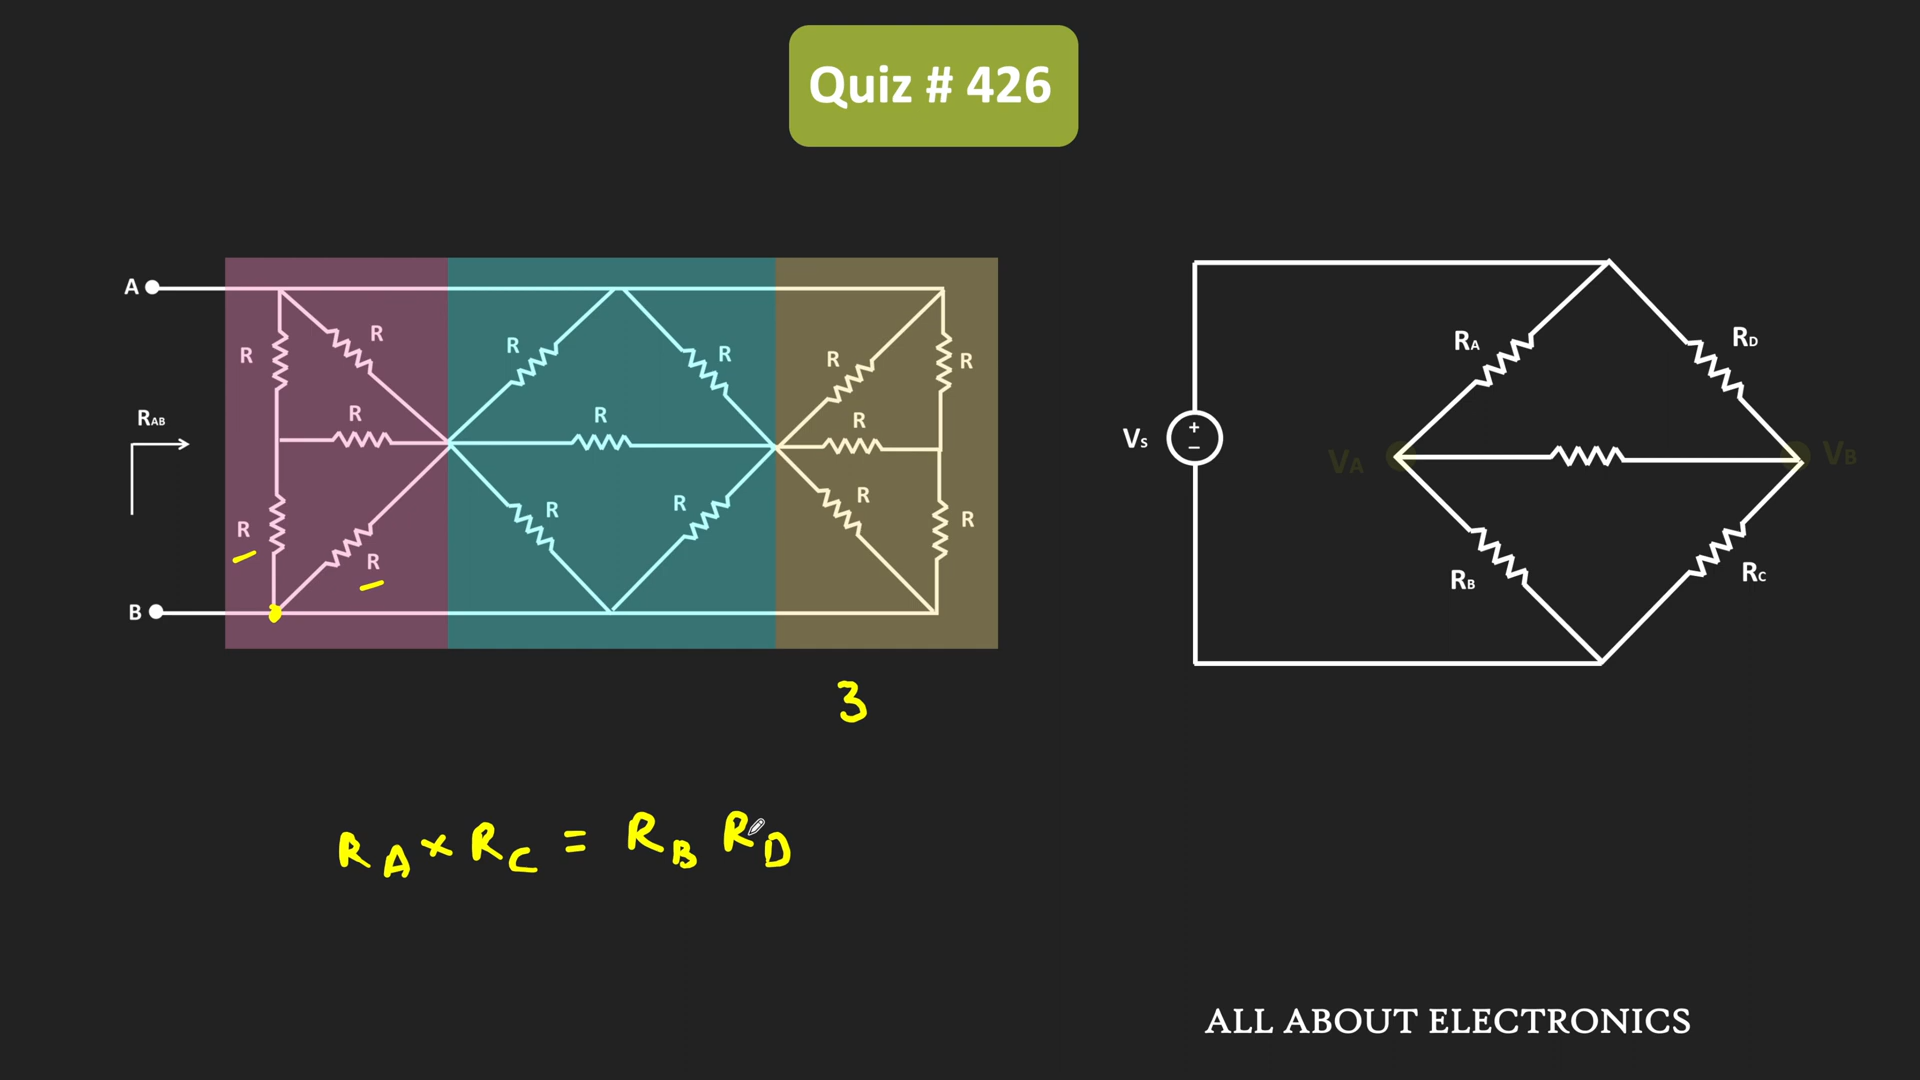 Quiz # 426
A
R
R
R
R
R
R
R
RA
RD
R
R
R
RAB
VS
+
−
VA
VB
R
R
R
R
R
R
R
RB
RC
B
3
RA × RC = RB RD
ALL ABOUT ELECTRONICS